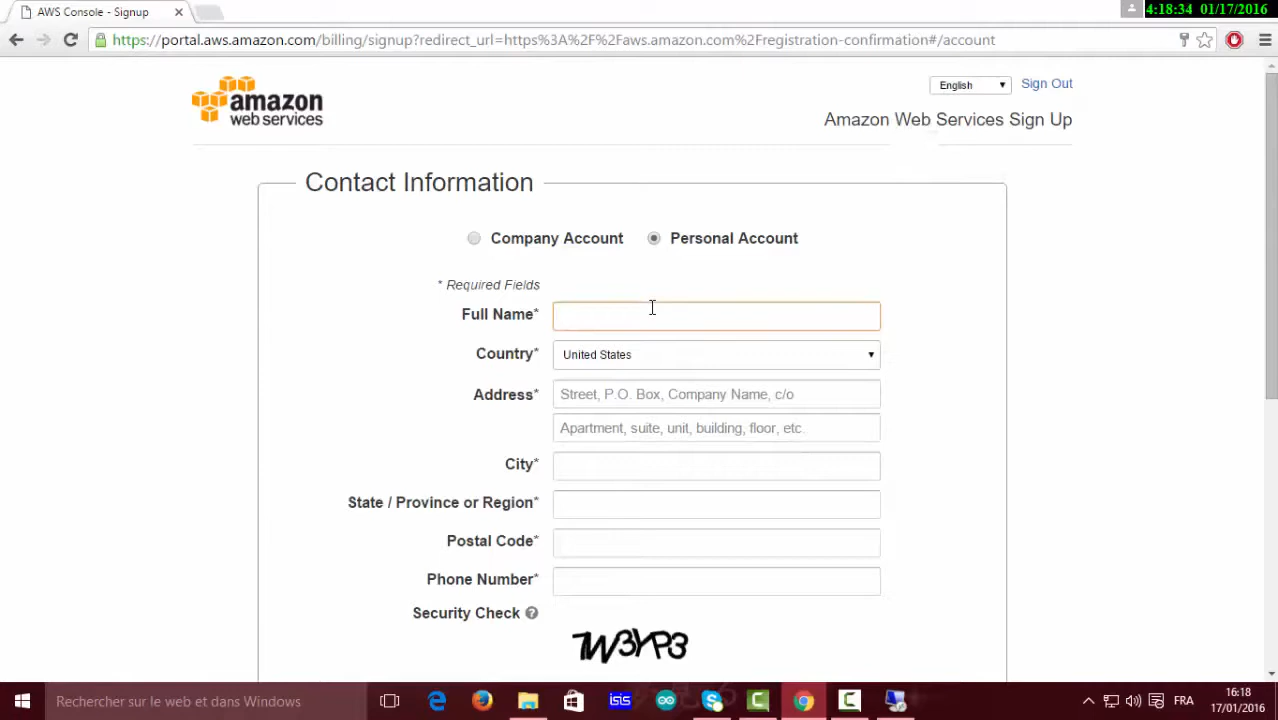 4:18:34 01/17/2016
AWS Console - Signup
https://portal.aws.amazon.com/billing/signup?redirect_url=https%3A%2F%2Faws.amazon.com%2Fregistration-confirmation#/account
amazon
web services
English
Sign Out
Amazon Web Services Sign Up
Contact Information
Company Account
Personal Account
* Required Fields
Full Name*
Country*
United States
Address*
Street, P.O. Box, Company Name, c/o
Apartment, suite, unit, building, floor, etc.
City*
State / Province or Region*
Postal Code*
Phone Number*
Security Check ?
7W3YP3
Rechercher sur le web et dans Windows
isis
FRA
16:18
17/01/2016